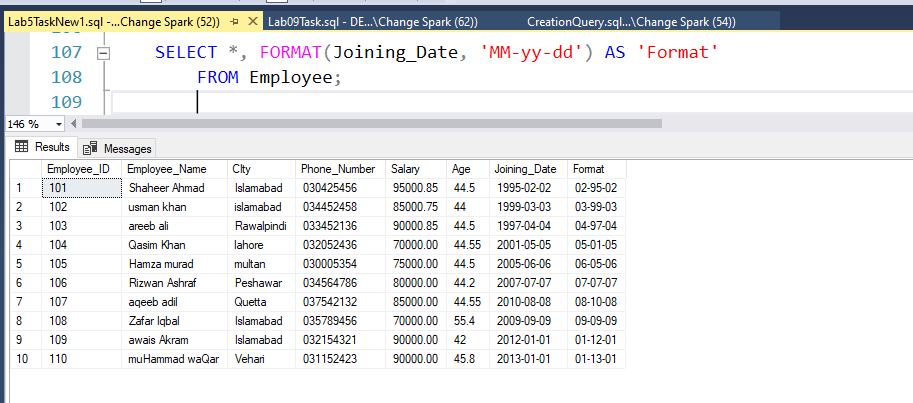 Lab5TaskNew1.sql -...Change Spark (52)) Lab09Task.sql - DE...\Change Spark (62)) CreationQuery.sql...\Change Spark (54))
107 SELECT *, FORMAT(Joining_Date, 'MM-yy-dd') AS 'Format'
108 FROM Employee;
109
146 %
Results Messages
Employee_ID Employee_Name CIty Phone_Number Salary Age Joining_Date Format
1 101 Shaheer Ahmad Islamabad 030425456 95000.85 44.5 1995-02-02 02-95-02
2 102 usman khan islamabad 034452458 85000.75 44 1999-03-03 03-99-03
3 103 areeb ali Rawalpindi 033452136 90000.85 44.5 1997-04-04 04-97-04
4 104 Qasim Khan lahore 032052436 70000.00 44.55 2001-05-05 05-01-05
5 105 Hamza murad multan 030005354 75000.00 44.5 2005-06-06 06-05-06
6 106 Rizwan Ashraf Peshawar 034564786 80000.00 44.2 2007-07-07 07-07-07
7 107 aqeeb adil Quetta 037542132 85000.00 44.55 2010-08-08 08-10-08
8 108 Zafar Iqbal Islamabad 035789456 70000.00 55.4 2009-09-09 09-09-09
9 109 awais Akram Islamabad 032154321 90000.00 42 2012-01-01 01-12-01
10 110 muHammad waQar Vehari 031152423 90000.00 45.8 2013-01-01 01-13-01